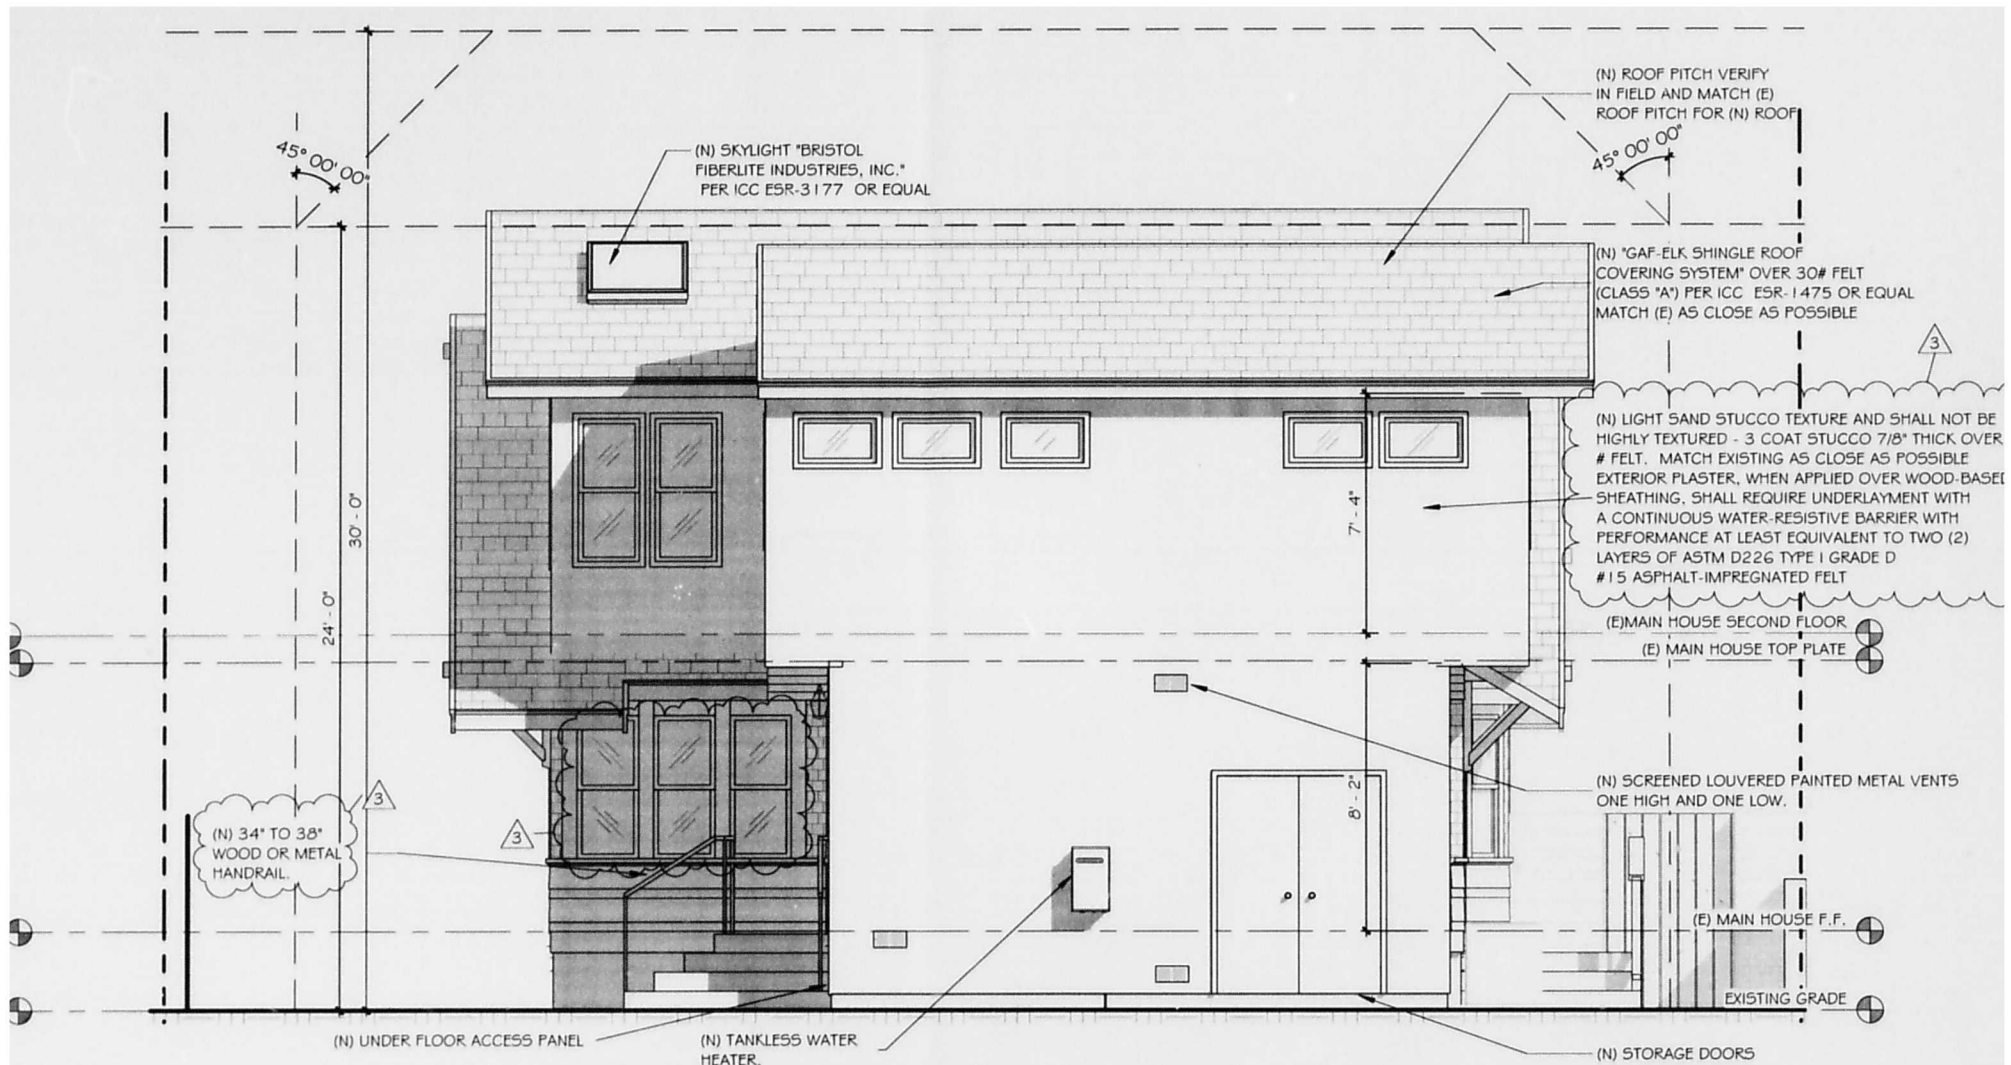 (N) ROOF PITCH VERIFY
IN FIELD AND MATCH (E)
ROOF PITCH FOR (N) ROOF
45° 00' 00"
45° 00' 00"
(N) SKYLIGHT "BRISTOL
FIBERLITE INDUSTRIES, INC."
PER ICC ESR-3177 OR EQUAL
(N) "GAF-ELK SHINGLE ROOF
COVERING SYSTEM" OVER 30# FELT
(CLASS "A") PER ICC ESR-1475 OR EQUAL
MATCH (E) AS CLOSE AS POSSIBLE
3
(N) LIGHT SAND STUCCO TEXTURE AND SHALL NOT BE
HIGHLY TEXTURED - 3 COAT STUCCO 7/8" THICK OVER
# FELT. MATCH EXISTING AS CLOSE AS POSSIBLE
EXTERIOR PLASTER, WHEN APPLIED OVER WOOD-BASED
SHEATHING, SHALL REQUIRE UNDERLAYMENT WITH
A CONTINUOUS WATER-RESISTIVE BARRIER WITH
PERFORMANCE AT LEAST EQUIVALENT TO TWO (2)
LAYERS OF ASTM D226 TYPE I GRADE D
#15 ASPHALT-IMPREGNATED FELT
30' - 0"
24' - 0"
7' - 4"
8' - 2"
(E)MAIN HOUSE SECOND FLOOR
(E) MAIN HOUSE TOP PLATE
(N) SCREENED LOUVERED PAINTED METAL VENTS
ONE HIGH AND ONE LOW.
3
(N) 34" TO 38"
WOOD OR METAL
HANDRAIL.
3
(E) MAIN HOUSE F.F.
EXISTING GRADE
(N) UNDER FLOOR ACCESS PANEL
(N) TANKLESS WATER
HEATER.
(N) STORAGE DOORS